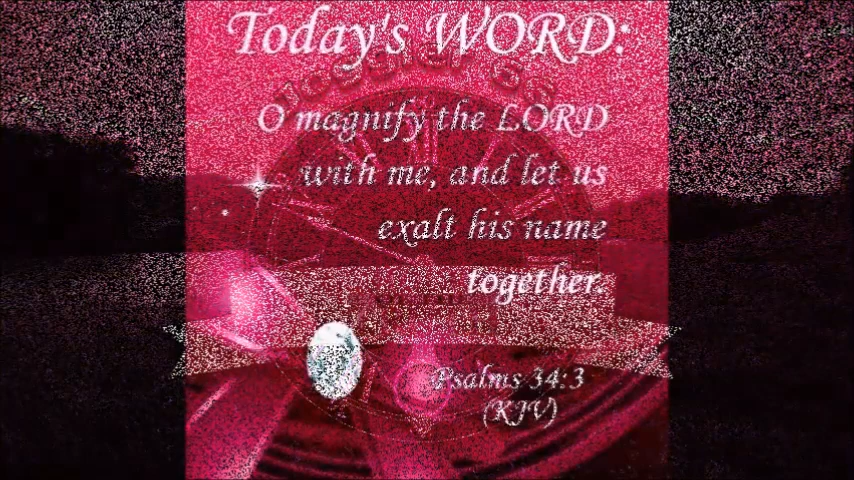 Today's WORD:
O magnify the LORD
with me, and let us
exalt his name
together.
Psalms 34:3
(KJV)